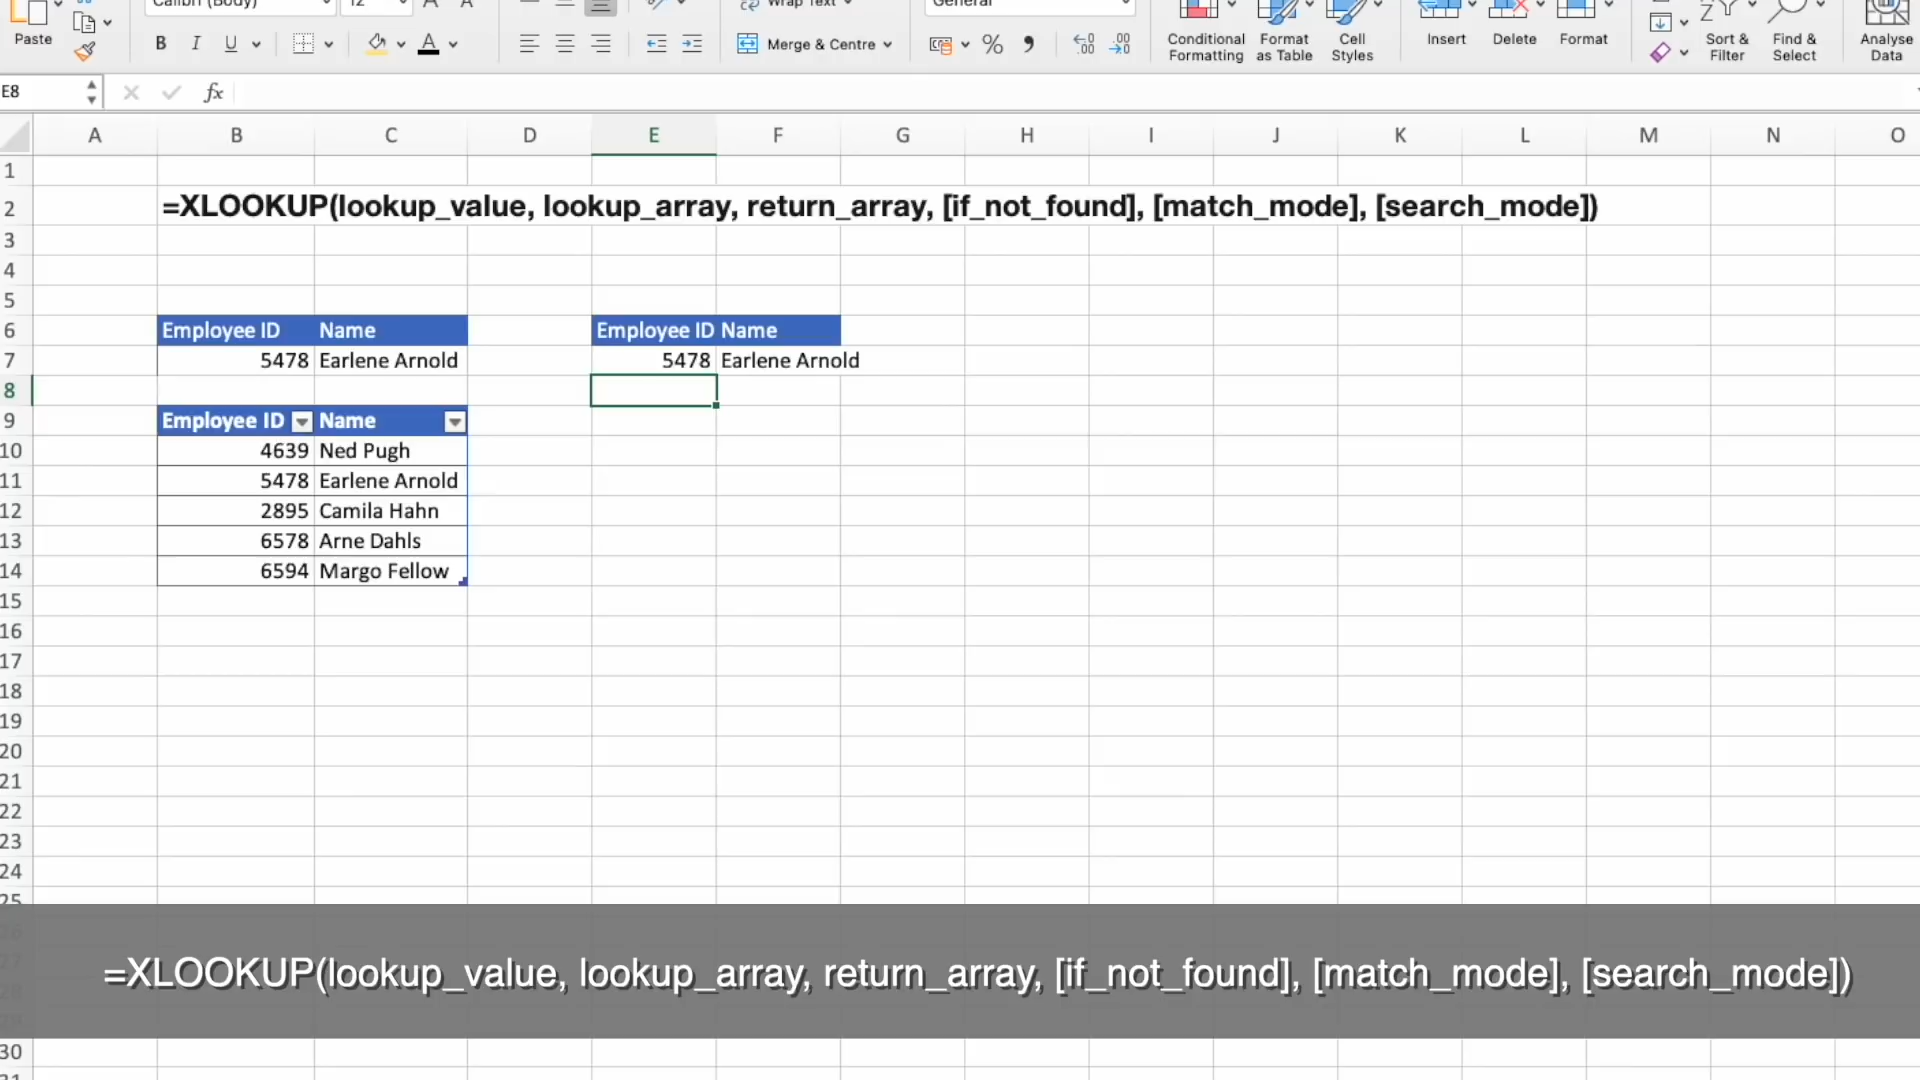 Calibri (Body) 12 Wrap Text General
Paste B I U A Merge & Centre % Conditional Formatting Format as Table Cell Styles Insert Delete Format Sort & Filter Find & Select Analyse Data
E8 fx
A B C D E F G H I J K L M N O
1
2 =XLOOKUP(lookup_value, lookup_array, return_array, [if_not_found], [match_mode], [search_mode])
3
4
5
6 Employee ID Name Employee ID Name
7 5478 Earlene Arnold 5478 Earlene Arnold
8
9 Employee ID Name
10 4639 Ned Pugh
11 5478 Earlene Arnold
12 2895 Camila Hahn
13 6578 Arne Dahls
14 6594 Margo Fellow
15
16
17
18
19
20
21
22
23
24
25
26
27
=XLOOKUP(lookup_value, lookup_array, return_array, [if_not_found], [match_mode], [search_mode])
28
30